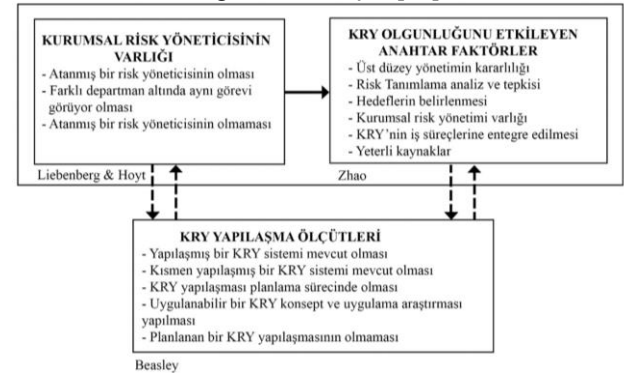 KURUMSAL RİSK YÖNETİCİSİNİN
VARLIĞI
- Atanmış bir risk yöneticisinin olması
- Farklı departman altında aynı görevi
görüyor olması
- Atanmış bir risk yöneticisinin olmaması
Liebenberg & Hoyt
KRY OLGUNLUĞUNU ETKİLEYEN
ANAHTAR FAKTÖRLER
- Üst düzey yönetimin kararlılığı
- Risk Tanımlama analiz ve tepkisi
- Hedeflerin belirlenmesi
- Kurumsal risk yönetimi varlığı
- KRY'nin iş süreçlerine entegre edilmesi
- Yeterli kaynaklar
Zhao
KRY YAPILAŞMA ÖLÇÜTLERİ
- Yapılaşmış bir KRY sistemi mevcut olması
- Kısmen yapılaşmış bir KRY sistemi mevcut olması
- KRY yapılaşması planlama sürecinde olması
- Uygulanabilir bir KRY konsept ve uygulama araştırması
yapılması
- Planlanan bir KRY yapılaşmasının olmaması
Beasley